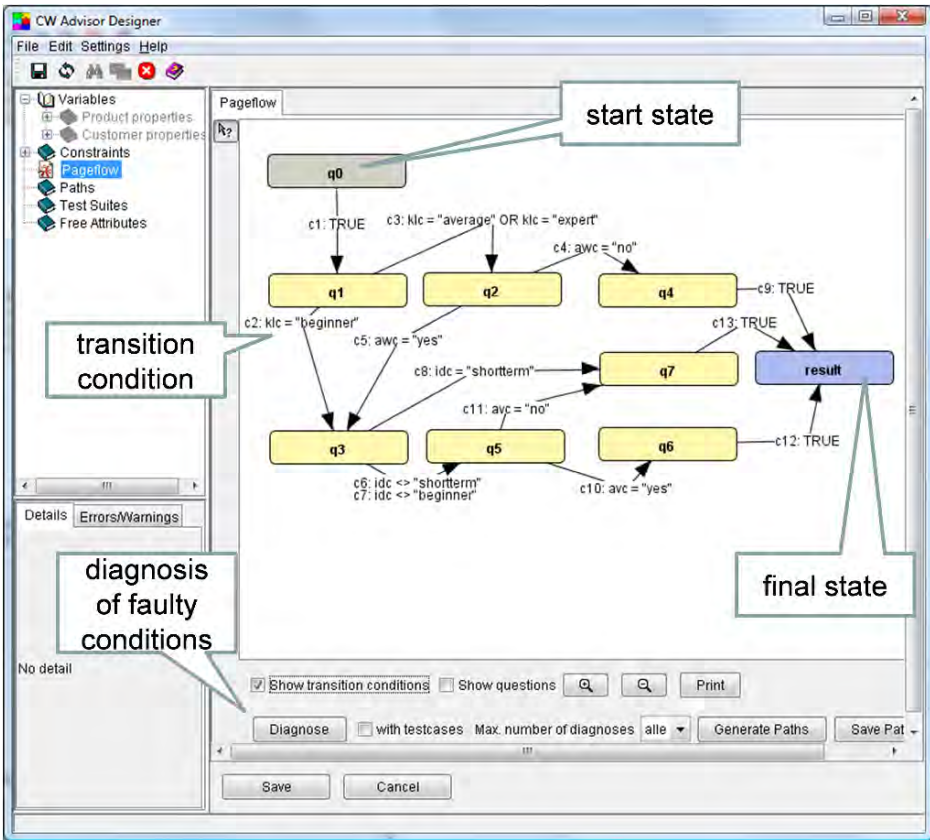 CW Advisor Designer
File Edit Settings Help
Variables
Product properties
Customer properties
Constraints
Pageflow
Paths
Test Suites
Free Attributes
Details Errors/Warnings
No detail
Pageflow
start state
q0
c1: TRUE
c3: klc = "average" OR klc = "expert"
c4: awc = "no"
q1
q2
q4
c9: TRUE
c2: klc = "beginner"
c5: awc = "yes"
c13: TRUE
transition
condition
c8: idc = "shortterm"
q7
result
c11: avc = "no"
q3
q5
q6
c12: TRUE
c6: idc <> "shortterm"
c7: idc <> "beginner"
c10: avc = "yes"
diagnosis
of faulty
conditions
final state
Show transition conditions Show questions Print
Diagnose with testcases Max. number of diagnoses alle Generate Paths Save Pat
Save Cancel